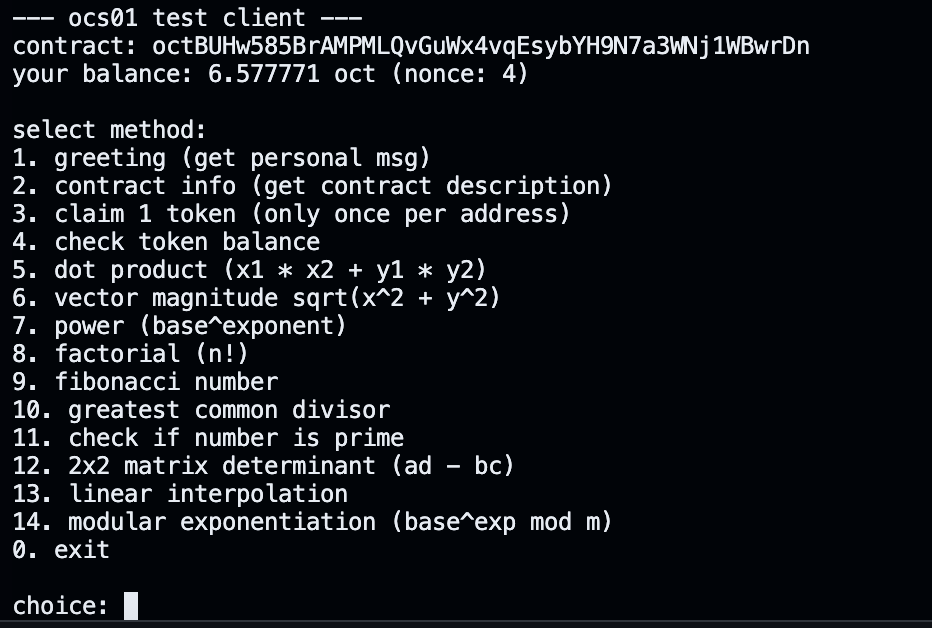 --- ocs01 test client ---
contract: octBUHw585BrAMPMLQvGuWx4vqEsybYH9N7a3WNj1WBwrDn
your balance: 6.577771 oct (nonce: 4)
select method:
1. greeting (get personal msg)
2. contract info (get contract description)
3. claim 1 token (only once per address)
4. check token balance
5. dot product (x1 * x2 + y1 * y2)
6. vector magnitude sqrt(x^2 + y^2)
7. power (base^exponent)
8. factorial (n!)
9. fibonacci number
10. greatest common divisor
11. check if number is prime
12. 2x2 matrix determinant (ad - bc)
13. linear interpolation
14. modular exponentiation (base^exp mod m)
0. exit
choice: